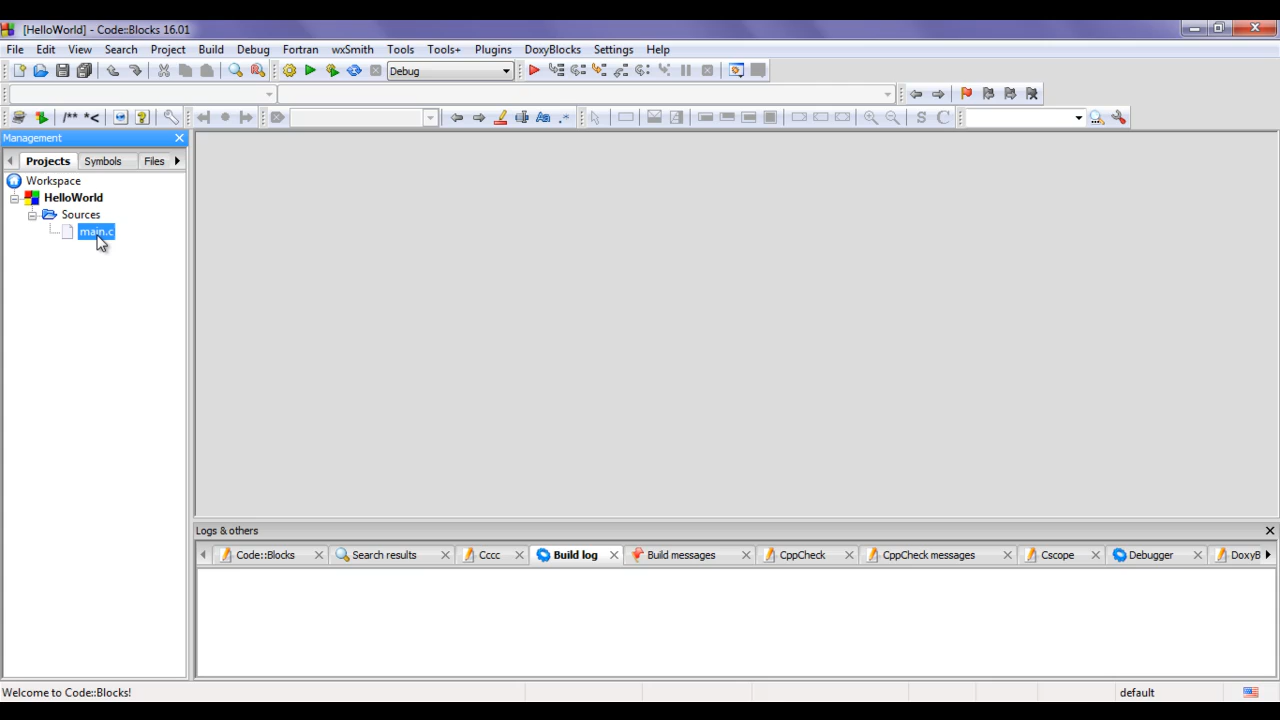 [HelloWorld] - Code::Blocks 16.01
File Edit View Search Project Build Debug Fortran wxSmith Tools Tools+ Plugins DoxyBlocks Settings Help
Debug
/** *<
Aa .*
S C
Management
Projects Symbols Files
Workspace
HelloWorld
Sources
main.c
Logs & others
Code::Blocks Search results Cccc Build log Build messages CppCheck CppCheck messages Cscope Debugger DoxyB
Welcome to Code::Blocks! default